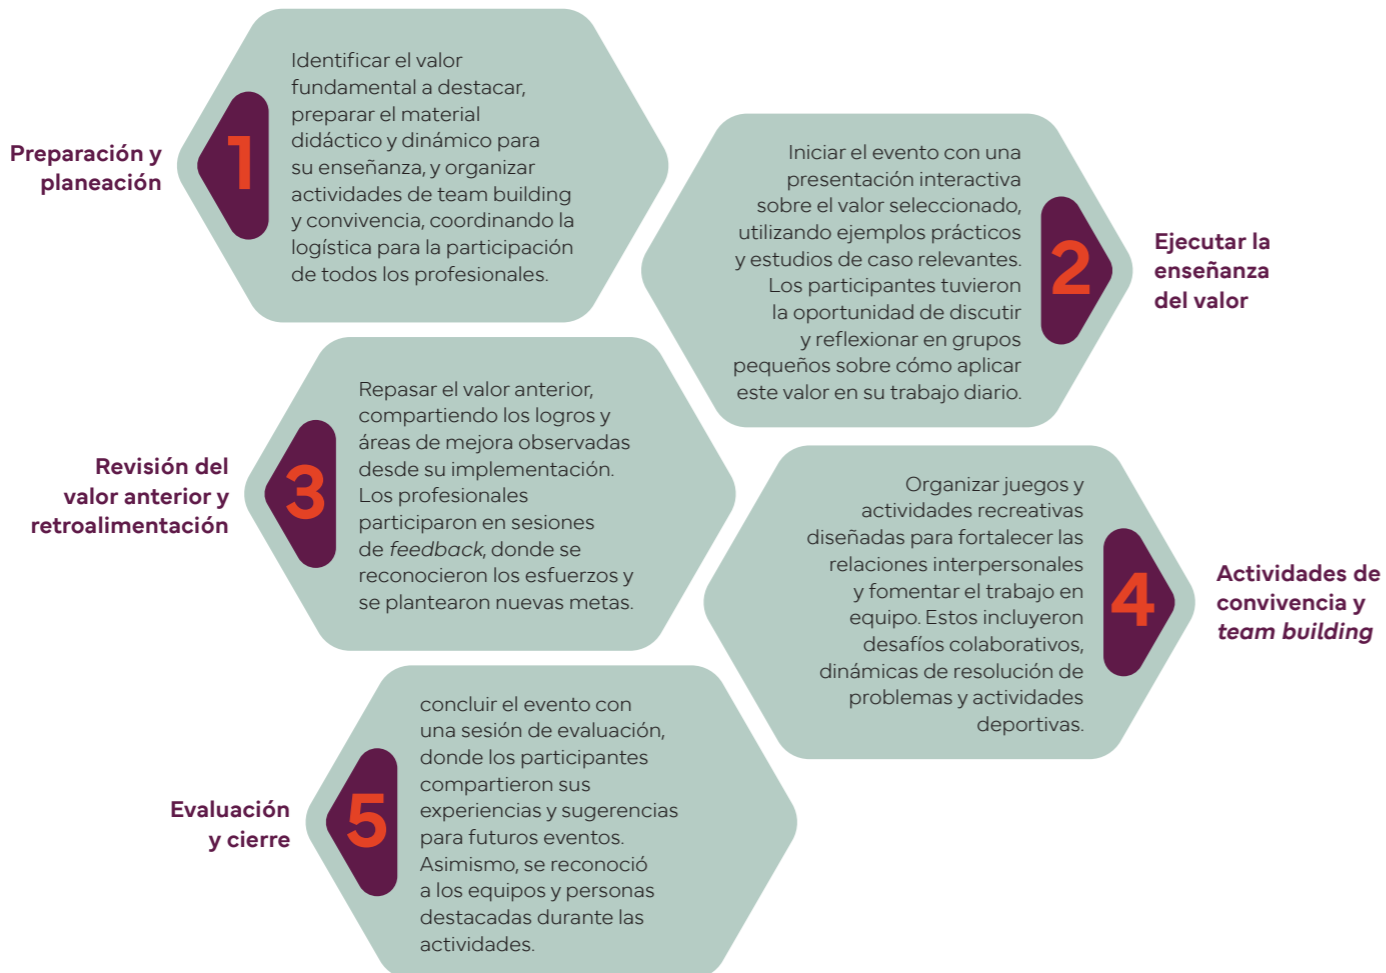 Preparación y
planeación
1
Identificar el valor
fundamental a destacar,
preparar el material
didáctico y dinámico para
su enseñanza, y organizar
actividades de team building
y convivencia, coordinando la
logística para la participación
de todos los profesionales.
Iniciar el evento con una
presentación interactiva
sobre el valor seleccionado,
utilizando ejemplos prácticos
y estudios de caso relevantes.
Los participantes tuvieron
la oportunidad de discutir
y reflexionar en grupos
pequeños sobre cómo aplicar
este valor en su trabajo diario.
2
Ejecutar la
enseñanza
del valor
Revisión del
valor anterior y
retroalimentación
3
Repasar el valor anterior,
compartiendo los logros y
áreas de mejora observadas
desde su implementación.
Los profesionales
participaron en sesiones
de feedback, donde se
reconocieron los esfuerzos y
se plantearon nuevas metas.
Organizar juegos y
actividades recreativas
diseñadas para fortalecer las
relaciones interpersonales
y fomentar el trabajo en
equipo. Estos incluyeron
desafíos colaborativos,
dinámicas de resolución de
problemas y actividades
deportivas.
4
Actividades de
convivencia y
team building
Evaluación
y cierre
5
concluir el evento con
una sesión de evaluación,
donde los participantes
compartieron sus
experiencias y sugerencias
para futuros eventos.
Asimismo, se reconoció
a los equipos y personas
destacadas durante las
actividades.